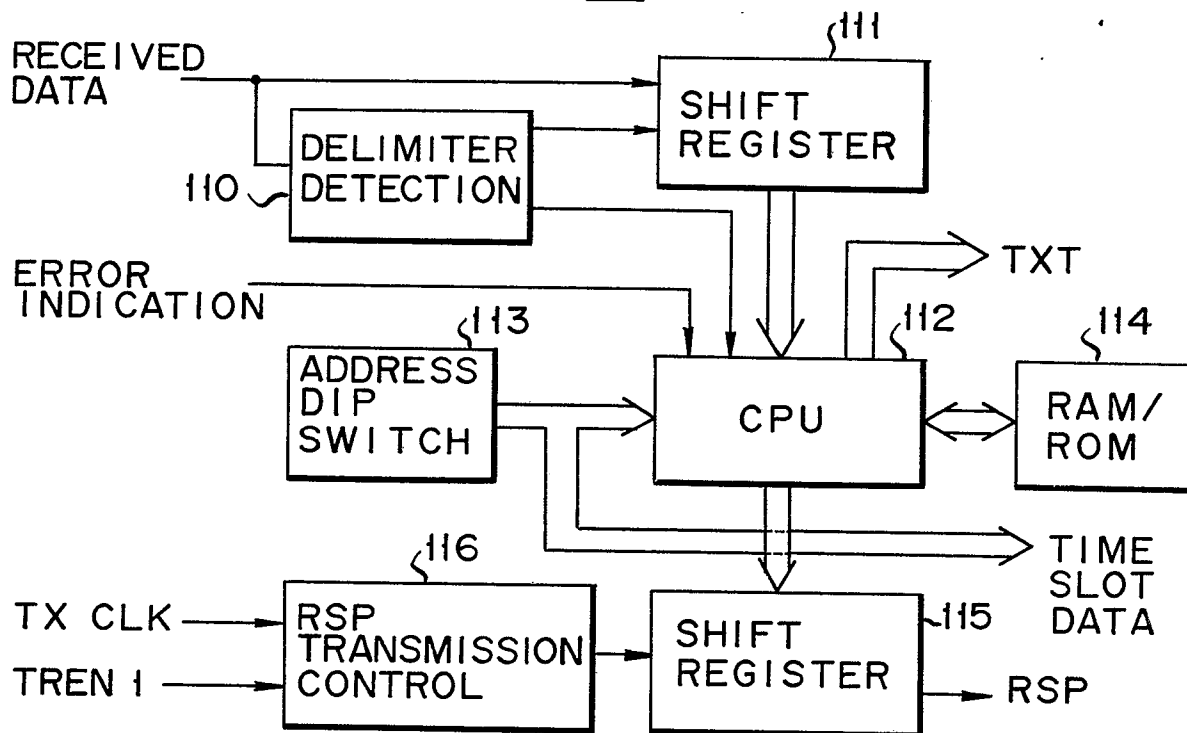 111
RECEIVED
DATA
SHIFT
REGISTER
DELIMITER
DETECTION
110
ERROR
INDICATION
TXT
113
112
114
ADDRESS
DIP
SWITCH
CPU
RAM/
ROM
116
TIME
SLOT
DATA
TX CLK
RSP
TRANSMISSION
CONTROL
SHIFT
REGISTER
115
TREN 1
RSP